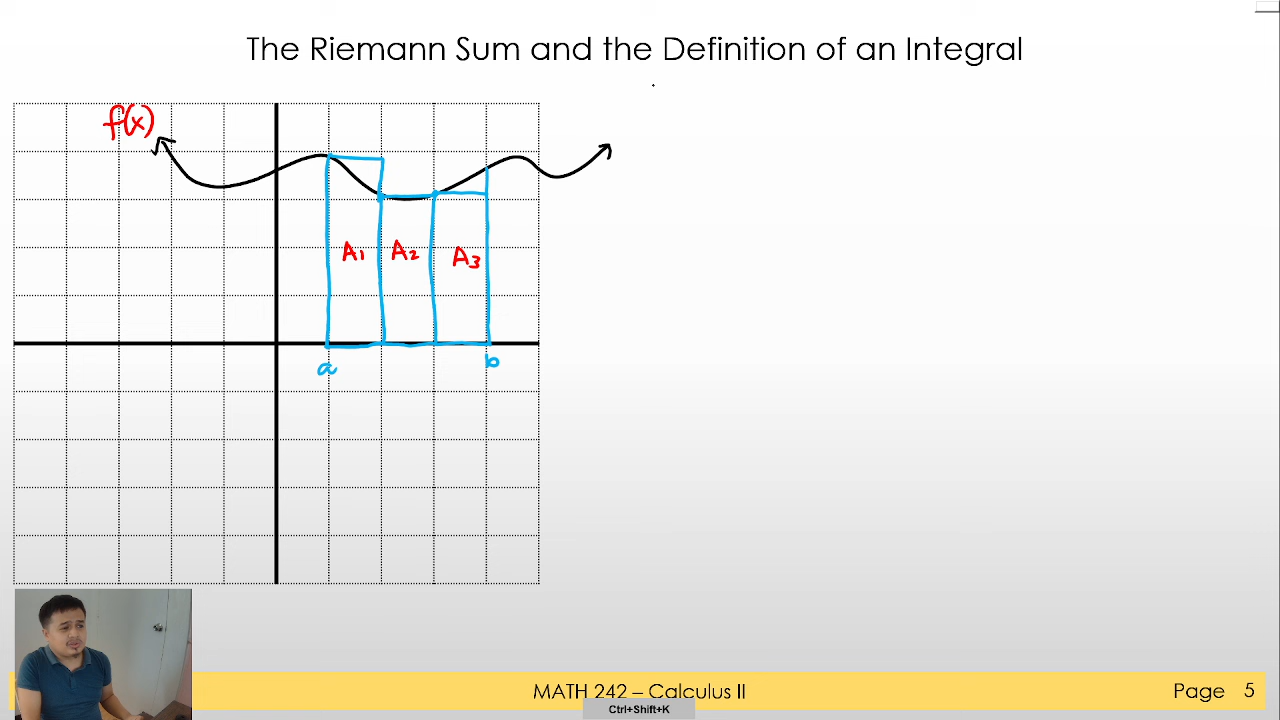 The Riemann Sum and the Definition of an Integral
f(x)
A1 A2 A3
a b
MATH 242 – Calculus II
Page 5
Ctrl+Shift+K